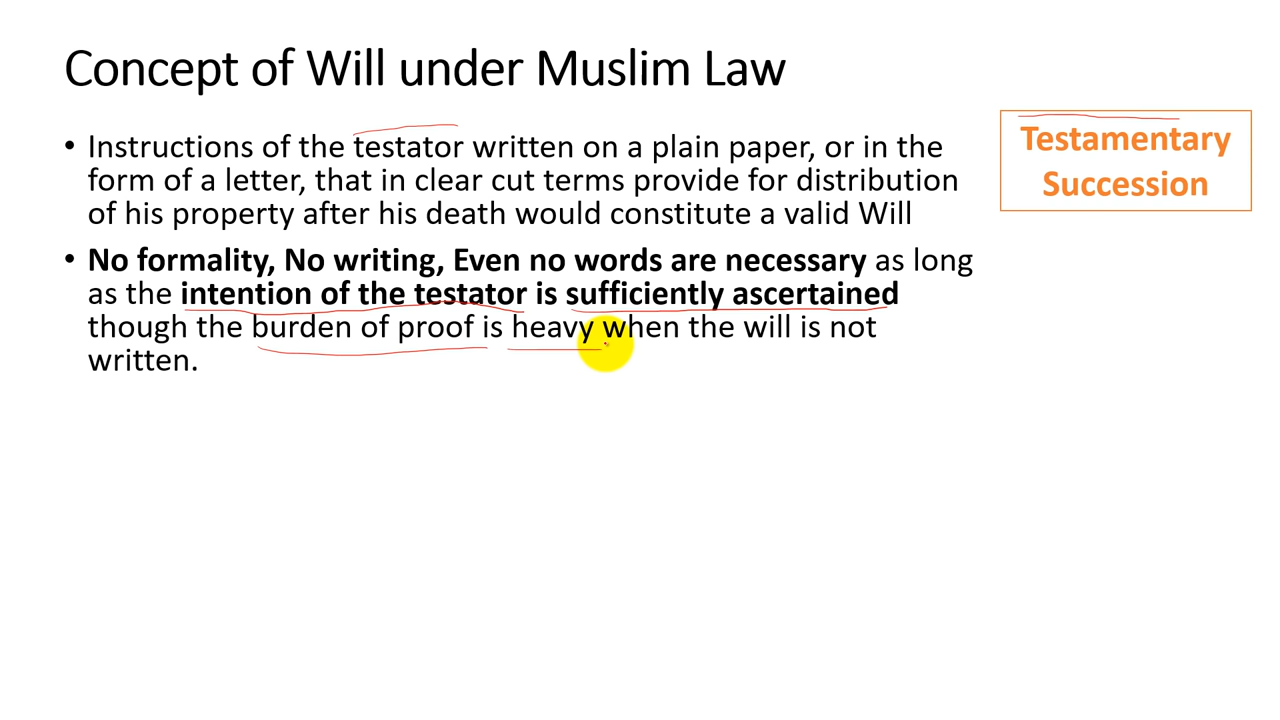 Concept of Will under Muslim Law
• Instructions of the testator written on a plain paper, or in the
form of a letter, that in clear cut terms provide for distribution
of his property after his death would constitute a valid Will
• No formality, No writing, Even no words are necessary as long
as the intention of the testator is sufficiently ascertained
though the burden of proof is heavy when the will is not
written.
Testamentary
Succession